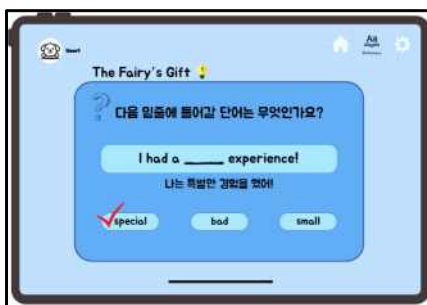 The Fairy's Gift
다음 밑줄에 들어갈 단어는 무엇인가요?
I had a _____ experience!
나는 특별한 경험을 했어!
special bad small